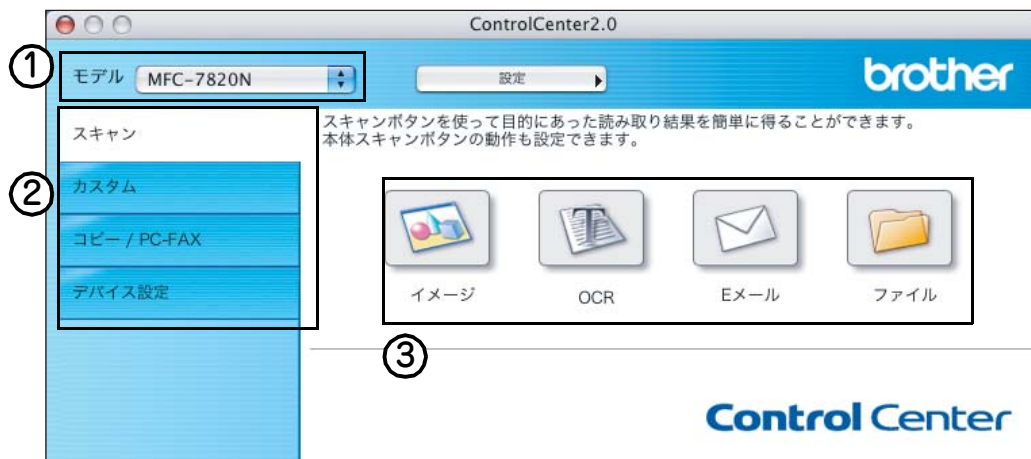 ControlCenter2.0
① モデル MFC-7820N 設定 brother
スキャンボタンを使って目的にあった読み取り結果を簡単に得ることができます。
本体スキャンボタンの動作も設定できます。
② スキャン
カスタム
コピー / PC-FAX
デバイス設定
イメージ OCR Eメール ファイル
③
Control Center